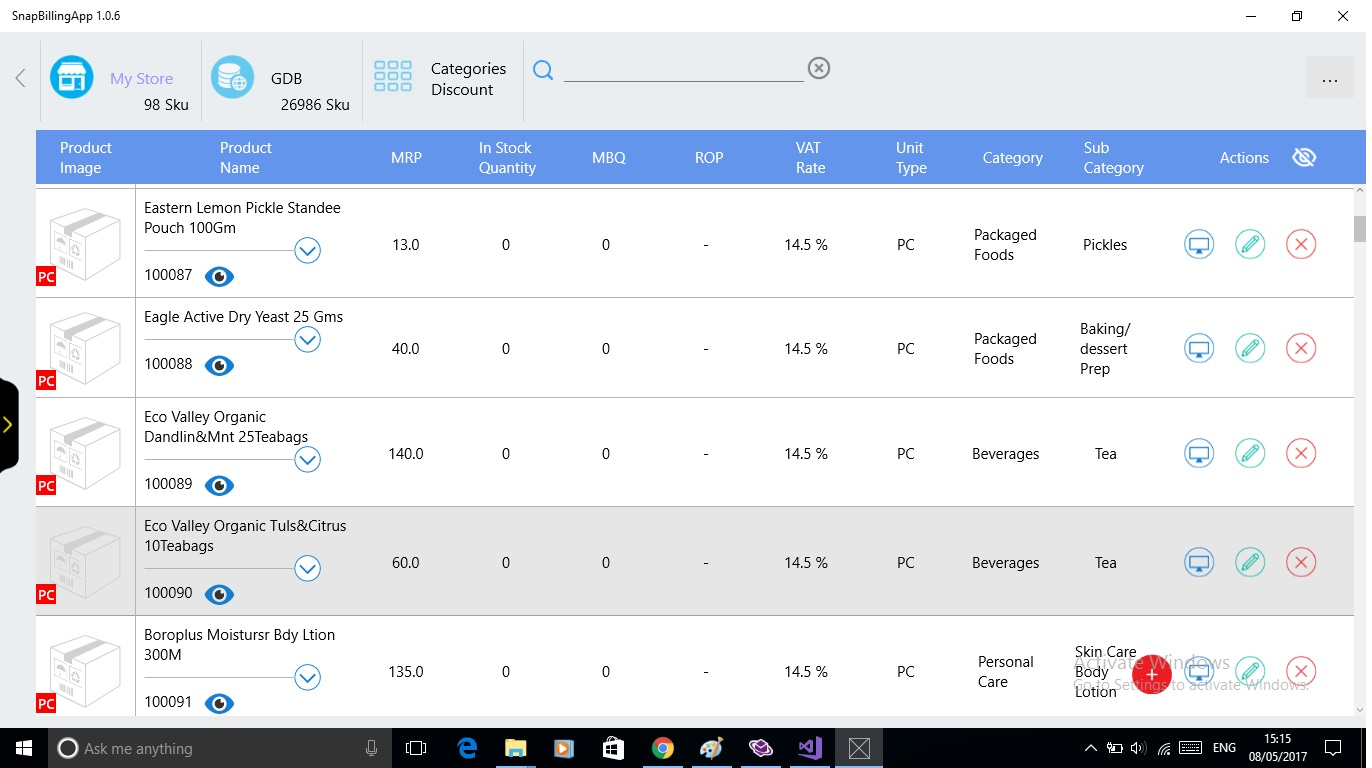 SnapBillingApp 1.0.6
My Store
98 Sku
GDB
26986 Sku
Categories
Discount
...
Product
Image
Product
Name
MRP
In Stock
Quantity
MBQ
ROP
VAT
Rate
Unit
Type
Category
Sub
Category
Actions
PC
Eastern Lemon Pickle Standee
Pouch 100Gm
100087
13.0
0
0
-
14.5 %
PC
Packaged
Foods
Pickles
PC
Eagle Active Dry Yeast 25 Gms
100088
40.0
0
0
-
14.5 %
PC
Packaged
Foods
Baking/
dessert
Prep
PC
Eco Valley Organic
Dandlin&Mnt 25Teabags
100089
140.0
0
0
-
14.5 %
PC
Beverages
Tea
PC
Eco Valley Organic Tuls&Citrus
10Teabags
100090
60.0
0
0
-
14.5 %
PC
Beverages
Tea
PC
Boroplus Moistursr Bdy Ltion
300M
100091
135.0
0
0
-
14.5 %
PC
Personal
Care
Skin Care
Body
Lotion
Activate Windows
Go to Settings to activate Windows.
Ask me anything
ENG
15:15
08/05/2017